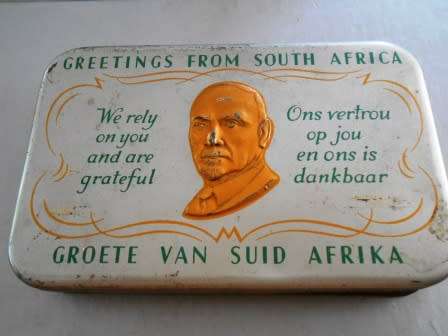 GREETINGS FROM SOUTH AFRICA
We rely
on you
and are
grateful
Ons vertrou
op jou
en ons is
dankbaar
GROETE VAN SUID AFRIKA